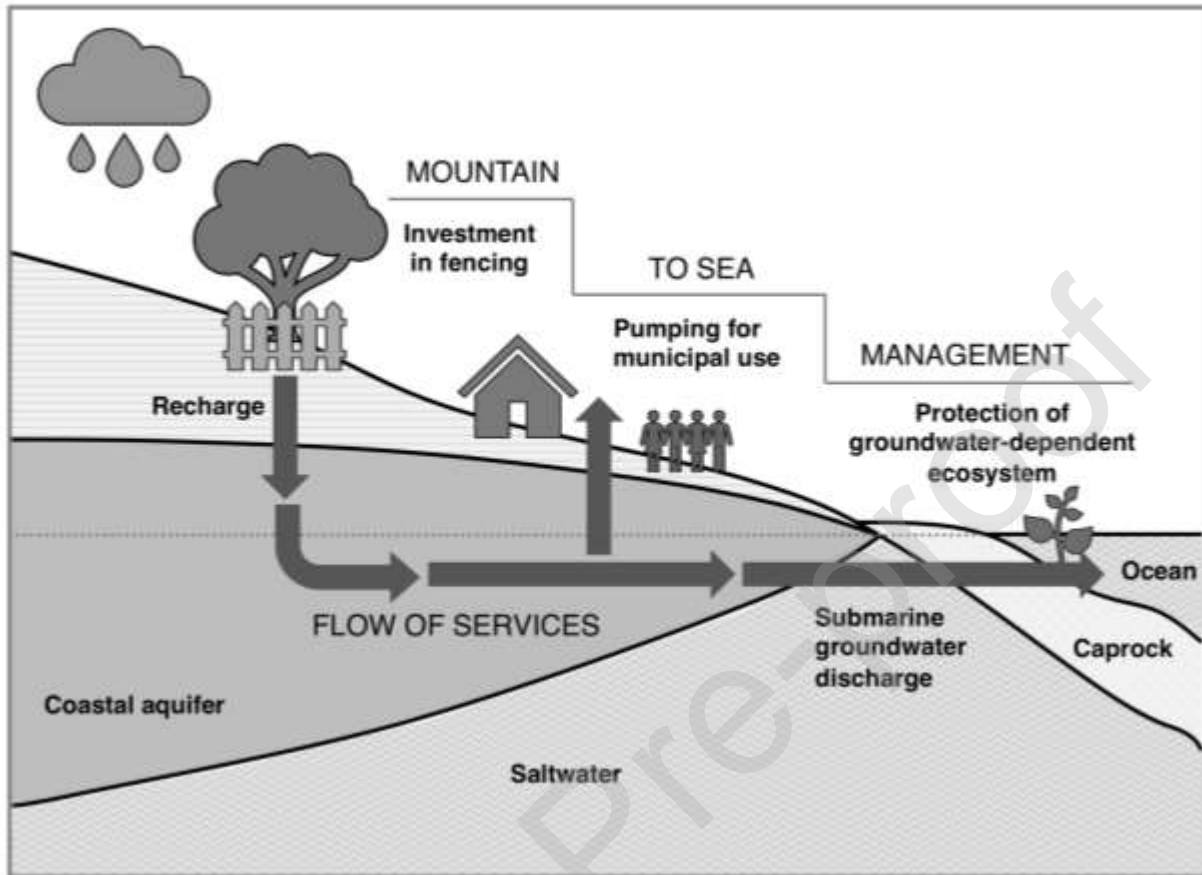 MOUNTAIN
Investment
in fencing
TO SEA
Pumping for
municipal use
MANAGEMENT
Protection of
groundwater-dependent
ecosystem
Recharge
Ocean
FLOW OF SERVICES
Submarine
groundwater
discharge
Caprock
Coastal aquifer
Saltwater
Pre-proof